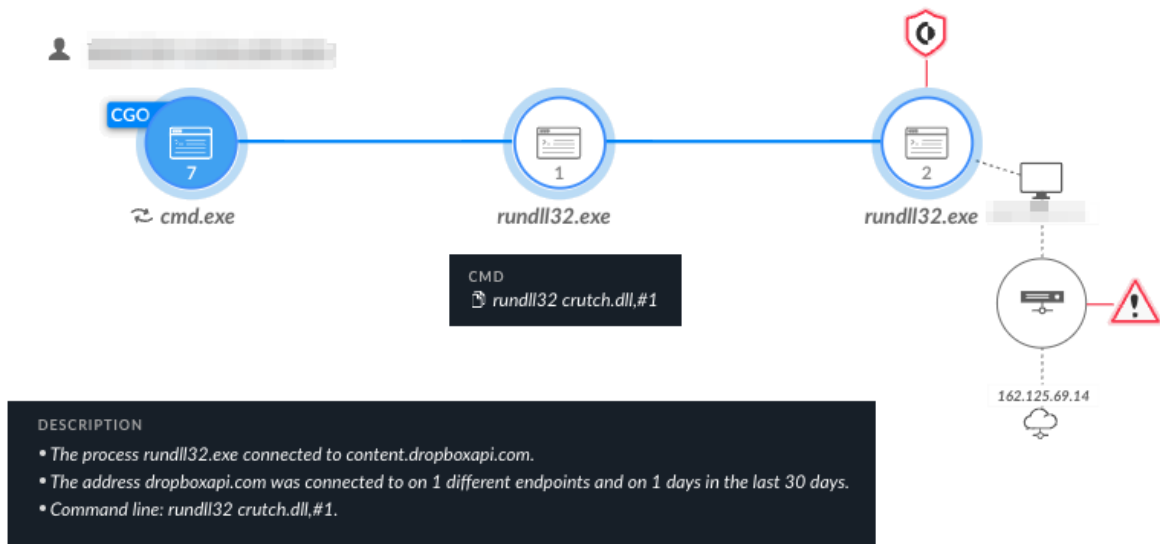 CGO
7
cmd.exe
1
rundll32.exe
2
rundll32.exe
CMD
rundll32 crutch.dll,#1
162.125.69.14
DESCRIPTION
• The process rundll32.exe connected to content.dropboxapi.com.
• The address dropboxapi.com was connected to on 1 different endpoints and on 1 days in the last 30 days.
• Command line: rundll32 crutch.dll,#1.